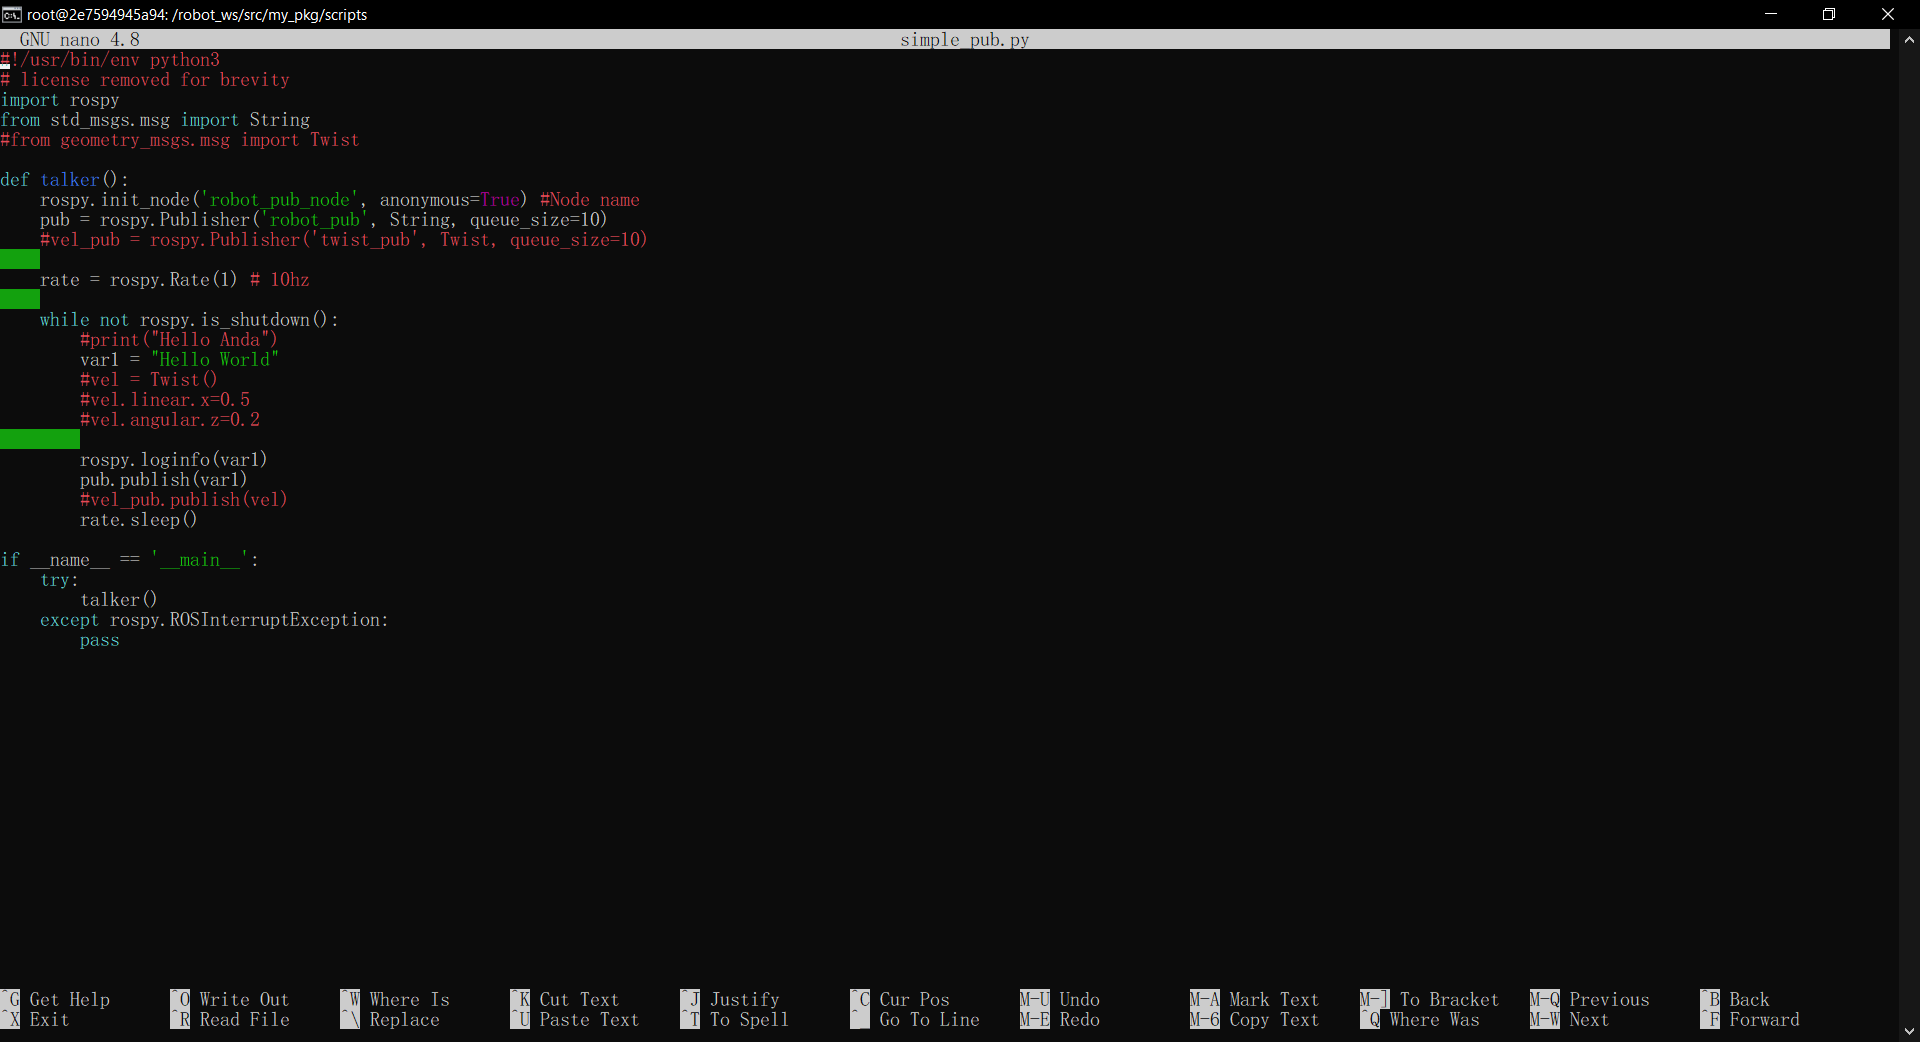 root@2e7594945a94: /robot_ws/src/my_pkg/scripts
GNU nano 4.8 simple_pub.py
#!/usr/bin/env python3
# license removed for brevity
import rospy
from std_msgs.msg import String
#from geometry_msgs.msg import Twist
def talker():
    rospy.init_node('robot_pub_node', anonymous=True) #Node name
    pub = rospy.Publisher('robot_pub', String, queue_size=10)
    #vel_pub = rospy.Publisher('twist_pub', Twist, queue_size=10)
    rate = rospy.Rate(1) # 10hz
    while not rospy.is_shutdown():
        #print("Hello Anda")
        var1 = "Hello World"
        #vel = Twist()
        #vel.linear.x=0.5
        #vel.angular.z=0.2
        rospy.loginfo(var1)
        pub.publish(var1)
        #vel_pub.publish(vel)
        rate.sleep()
if __name__ == '__main__':
    try:
        talker()
    except rospy.ROSInterruptException:
        pass
^G Get Help ^O Write Out ^W Where Is ^K Cut Text ^J Justify ^C Cur Pos M-U Undo M-A Mark Text M-] To Bracket M-Q Previous ^B Back
^X Exit ^R Read File ^\ Replace ^U Paste Text ^T To Spell ^_ Go To Line M-E Redo M-6 Copy Text ^Q Where Was M-W Next ^F Forward